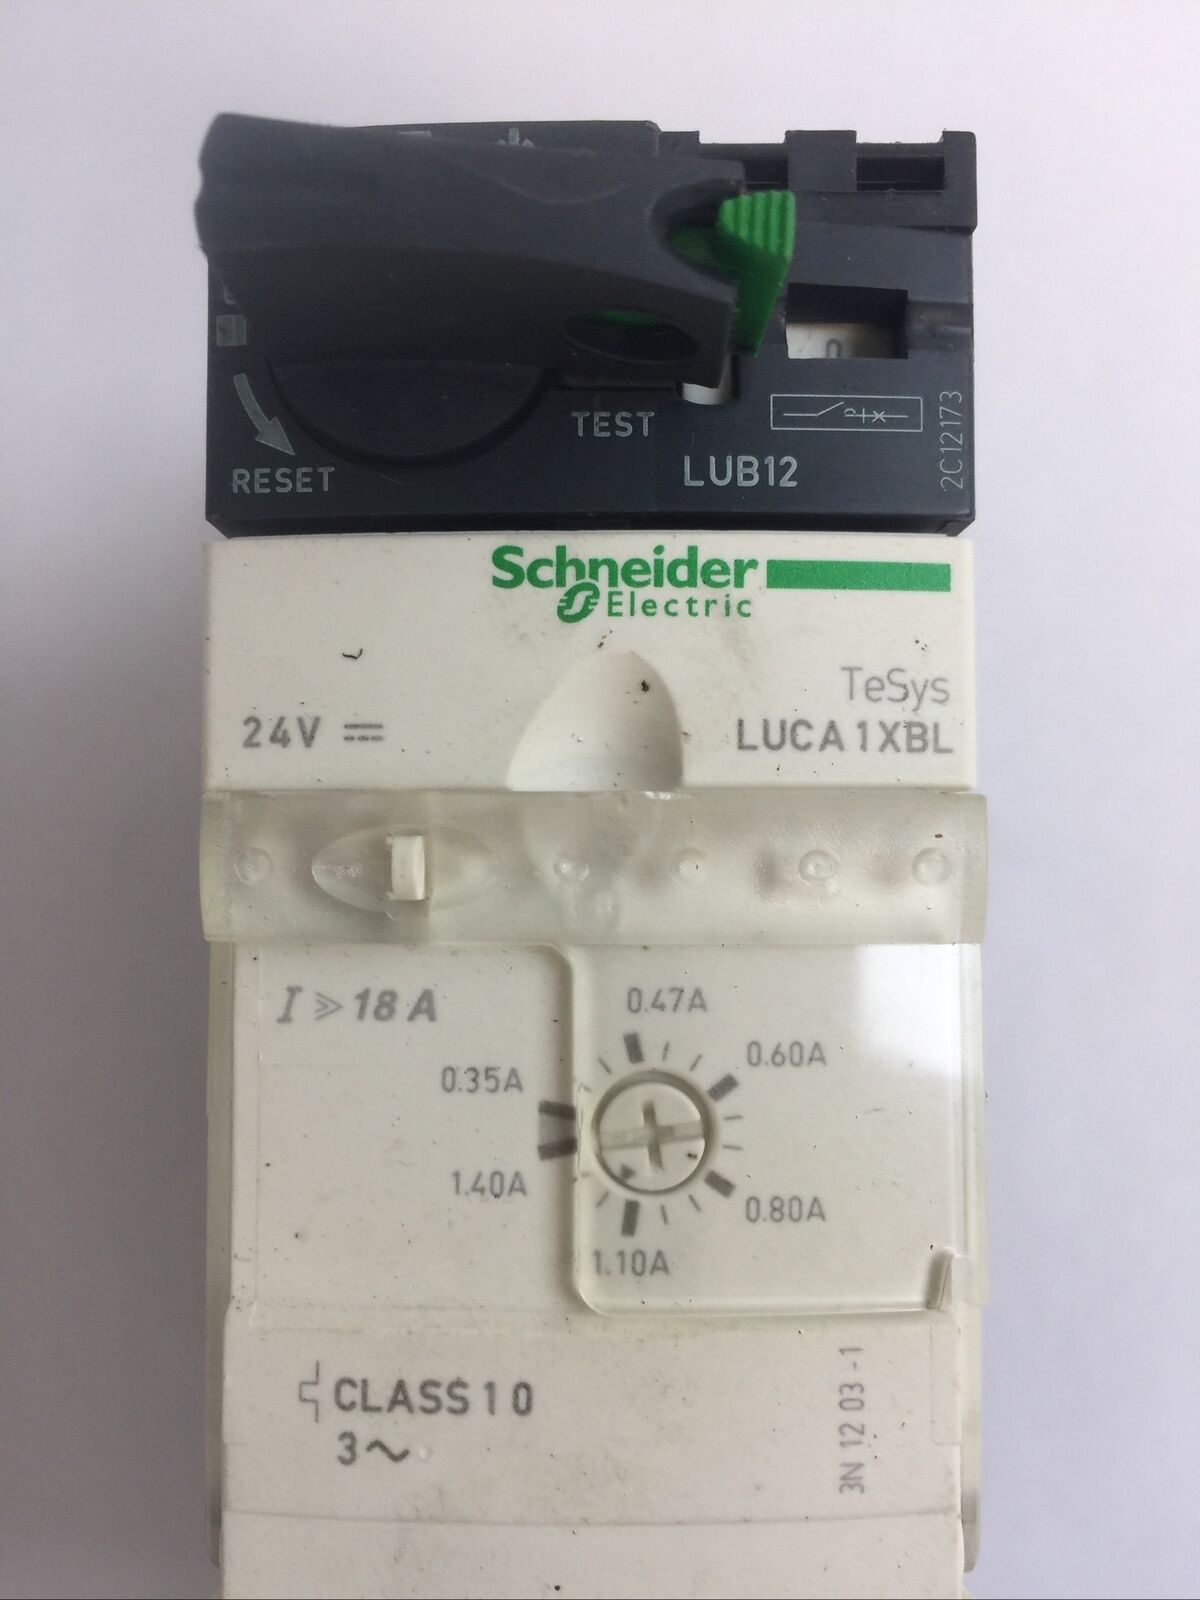 0
TEST
RESET
LUB12
2C12173
Schneider
Electric
TeSys
24V
LUCA1XBL
I ≫ 18 A
0.47A
0.60A
0.35A
1.40A
0.80A
1.10A
CLASS 10
3~
3N 12 03 -1